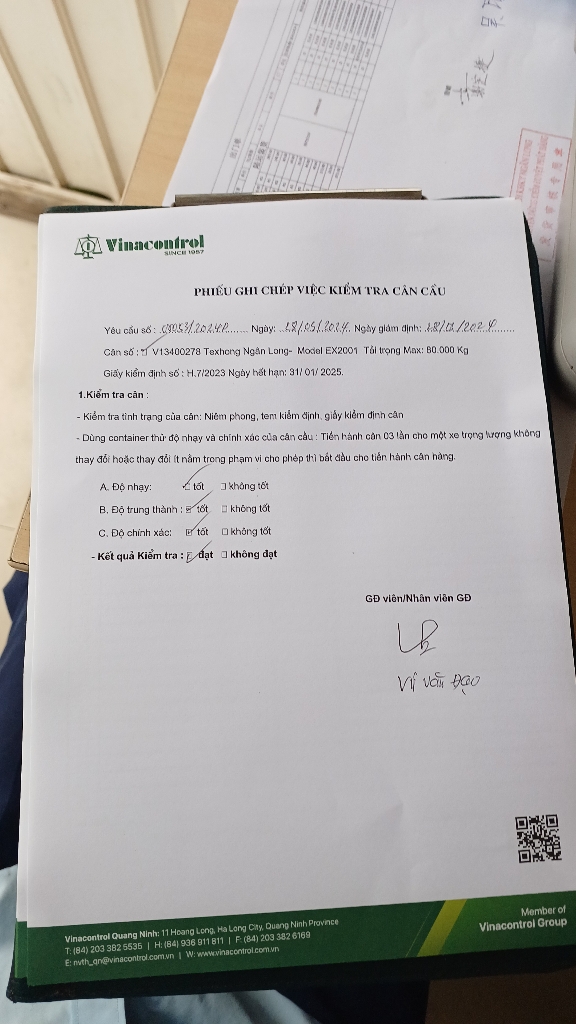 Vinacontrol
SINCE 1957
PHIẾU GHI CHÉP VIỆC KIỂM TRA CÂN CẦU
Yêu cầu số : Ngày: 28/05/2024. Ngày giám định:
Cân số : V13400278 Texhong Ngân Long- Model EX2001 Tải trọng Max: 80.000 Kg
Giấy kiểm định số : H.7/2023 Ngày hết hạn: 31/ 01/ 2025.
1.Kiểm tra cân :
- Kiểm tra tình trạng của cân: Niêm phong, tem kiểm định, giấy kiểm định cân
- Dùng container thử độ nhạy và chính xác của cân cầu : Tiến hành cân 03 lần cho một xe trọng lượng không
thay đổi hoặc thay đổi ít nằm trong phạm vi cho phép thì bắt đầu cho tiến hành cân hàng.
A. Độ nhạy: tốt không tốt
B. Độ trung thành : tốt không tốt
C. Độ chính xác: tốt không tốt
- Kết quả Kiểm tra : đạt không đạt
GĐ viên/Nhân viên GĐ
Vi Văn Đạo
Member of
Vinacontrol Group
Vinacontrol Quang Ninh: 11 Hoang Long, Ha Long City, Quang Ninh Province
T: (84) 203 382 5535 | H: (84) 936 911 811 | F: (84) 203 382 6169
E: nvth_qn@vinacontrol.com.vn | W: www.vinacontrol.com.vn